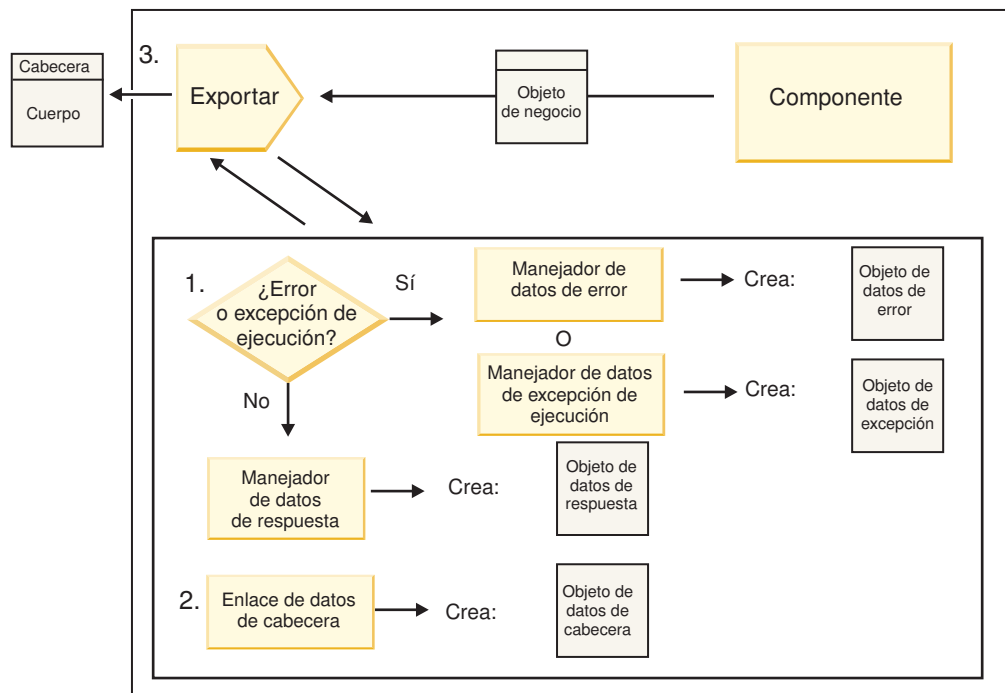 Cabecera
Cuerpo
3.
Exportar
Objeto
de negocio
Componente
1.
¿Error
o excepción de
ejecución?
Sí
Manejador de
datos de error
Crea:
Objeto de
datos de
error
O
Manejador de datos
de excepción de
ejecución
Crea:
Objeto de
datos de
excepción
No
Manejador
de datos
de respuesta
Crea:
Objeto de
datos de
respuesta
2.
Enlace de datos
de cabecera
Crea:
Objeto de
datos de
cabecera